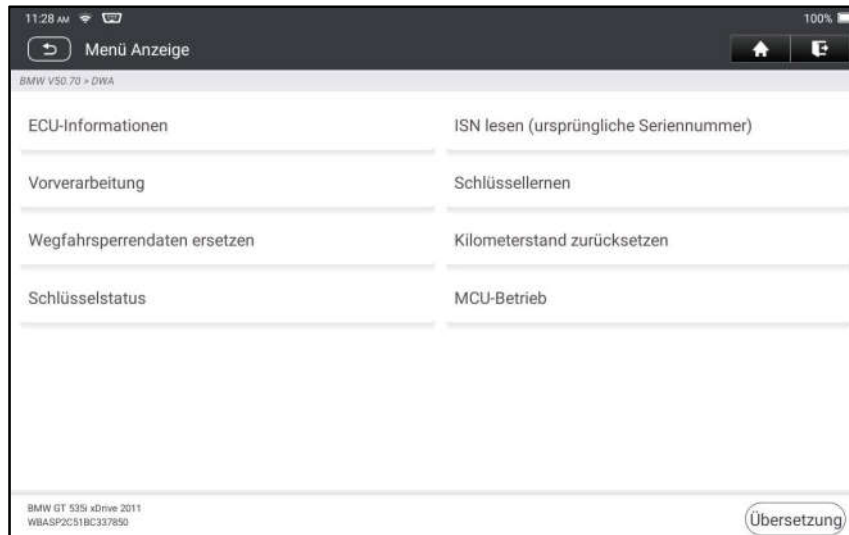 11:28 AM
100%
Menü Anzeige
BMW V50.70 > DWA
ECU-Informationen
ISN lesen (ursprüngliche Seriennummer)
Vorverarbeitung
Schlüssellernen
Wegfahrsperrendaten ersetzen
Kilometerstand zurücksetzen
Schlüsselstatus
MCU-Betrieb
BMW GT 535i xDrive 2011
WBASP2C51BC337850
Übersetzung